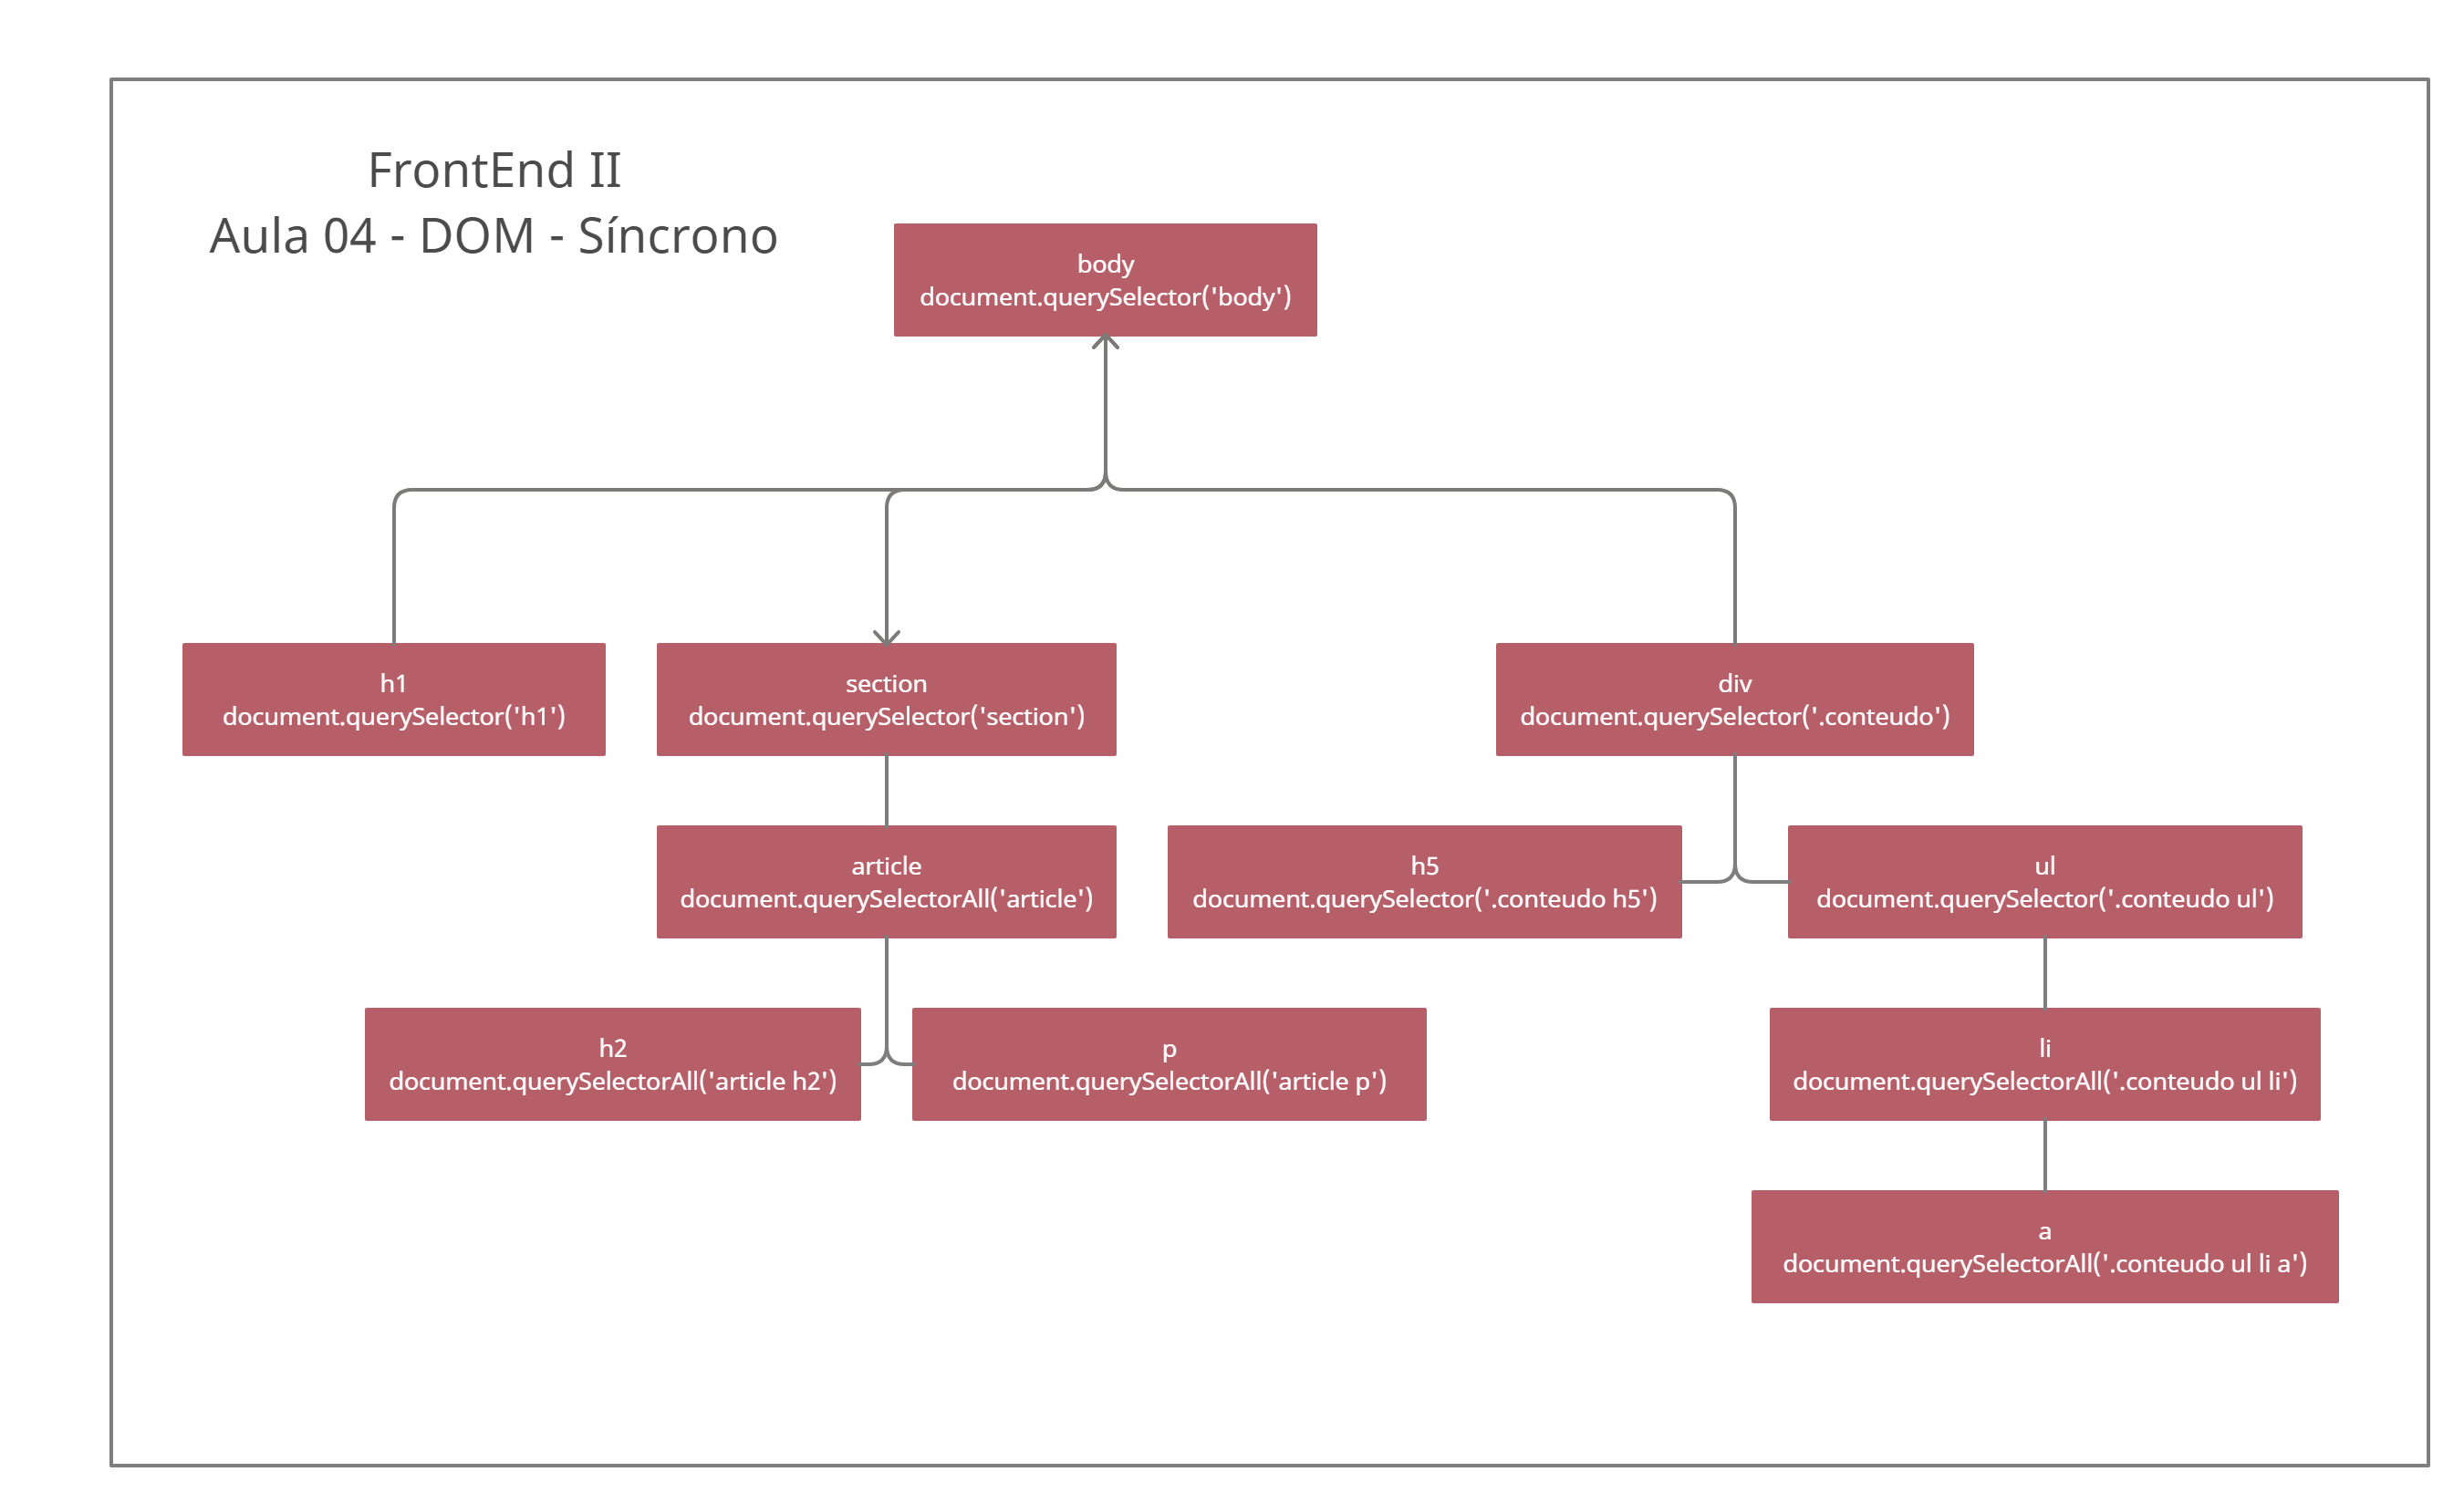 FrontEnd II
Aula 04 - DOM - Síncrono
body
document.querySelector('body')
h1
document.querySelector('h1')
section
document.querySelector('section')
div
document.querySelector('.conteudo')
article
document.querySelectorAll('article')
h5
document.querySelector('.conteudo h5')
ul
document.querySelector('.conteudo ul')
h2
document.querySelectorAll('article h2')
p
document.querySelectorAll('article p')
li
document.querySelectorAll('.conteudo ul li')
a
document.querySelectorAll('.conteudo ul li a')